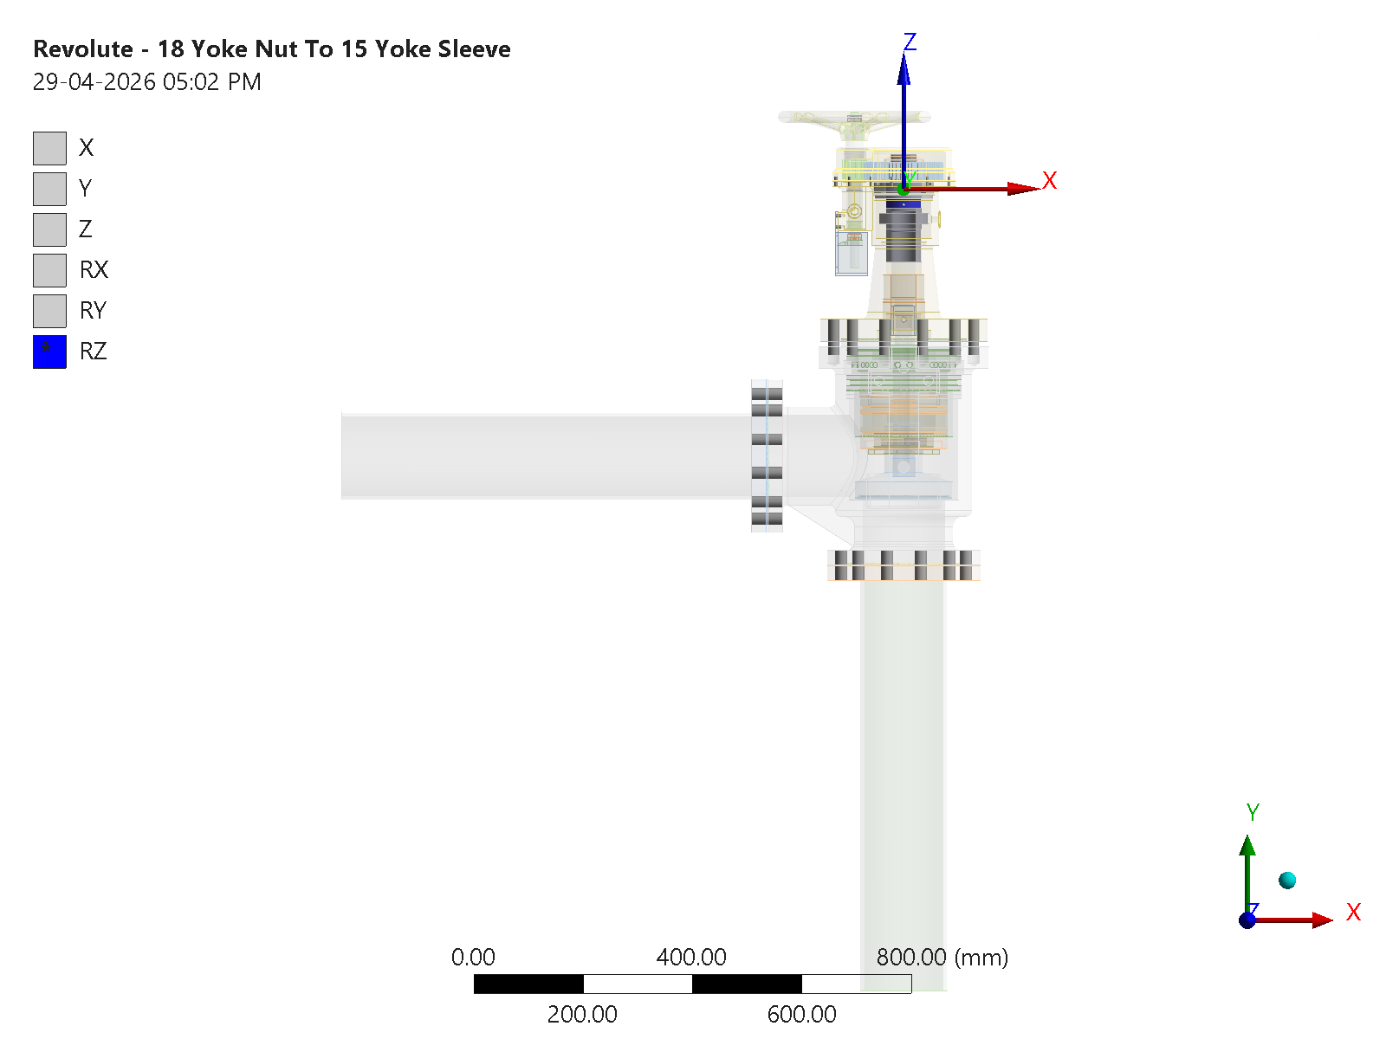 Revolute - 18 Yoke Nut To 15 Yoke Sleeve
29-04-2026 05:02 PM
X
Y
Z
RX
RY
RZ
Z
Y
X
Y
Z
X
0.00
400.00
800.00 (mm)
200.00
600.00